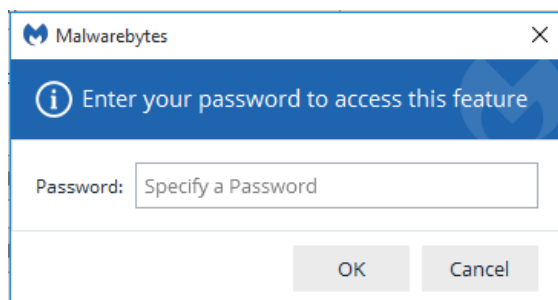 Malwarebytes
Enter your password to access this feature
Password: Specify a Password
OK Cancel